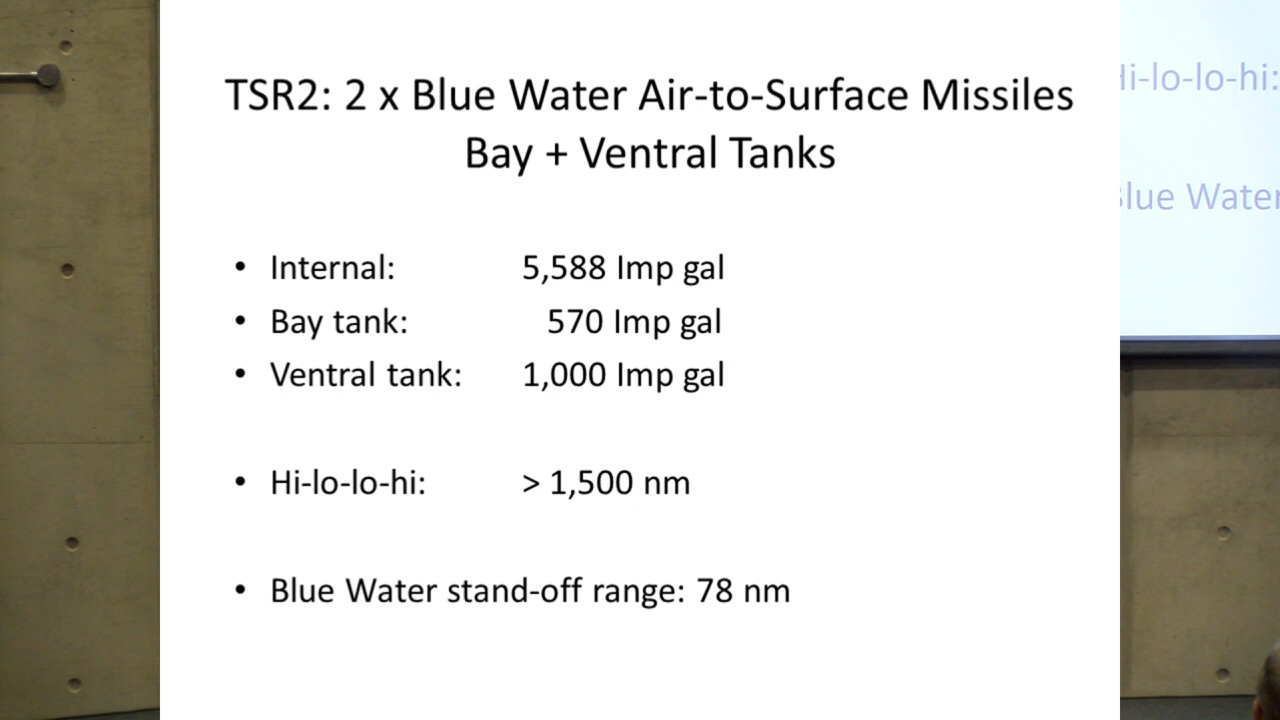 TSR2: 2 x Blue Water Air-to-Surface Missiles
Bay + Ventral Tanks
• Internal: 5,588 Imp gal
• Bay tank: 570 Imp gal
• Ventral tank: 1,000 Imp gal
• Hi-lo-lo-hi: > 1,500 nm
• Blue Water stand-off range: 78 nm
Hi-lo-lo-hi:
Blue Water